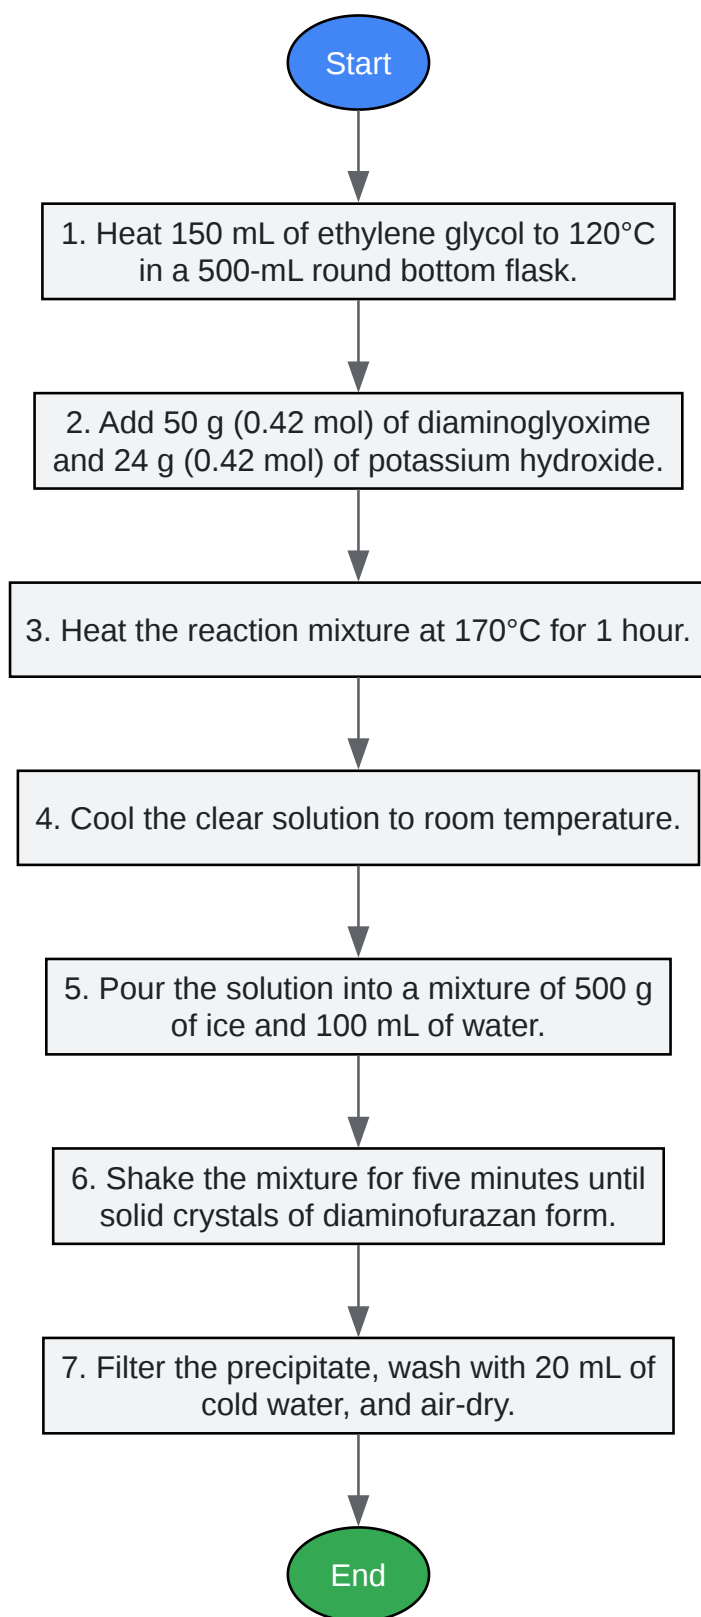 Start
1. Heat 150 mL of ethylene glycol to 120°C
in a 500-mL round bottom flask.
2. Add 50 g (0.42 mol) of diaminoglyoxime
and 24 g (0.42 mol) of potassium hydroxide.
3. Heat the reaction mixture at 170°C for 1 hour.
4. Cool the clear solution to room temperature.
5. Pour the solution into a mixture of 500 g
of ice and 100 mL of water.
6. Shake the mixture for five minutes until
solid crystals of diaminofurazan form.
7. Filter the precipitate, wash with 20 mL of
cold water, and air-dry.
End